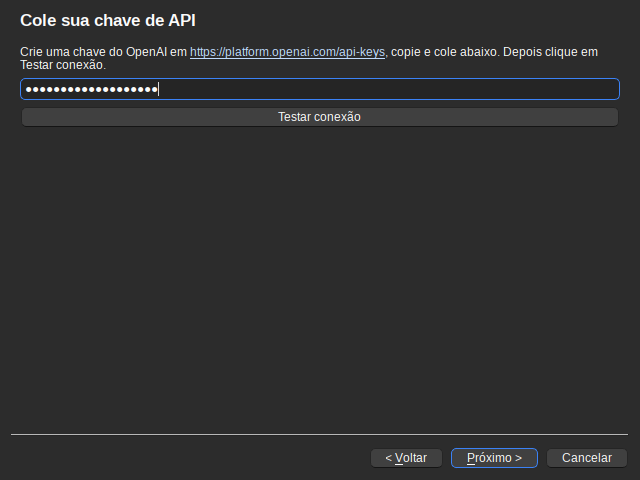 Cole sua chave de API
Crie uma chave do OpenAI em https://platform.openai.com/api-keys, copie e cole abaixo. Depois clique em
Testar conexão.
●●●●●●●●●●●●●●●●●●●
Testar conexão
< Voltar
Próximo >
Cancelar